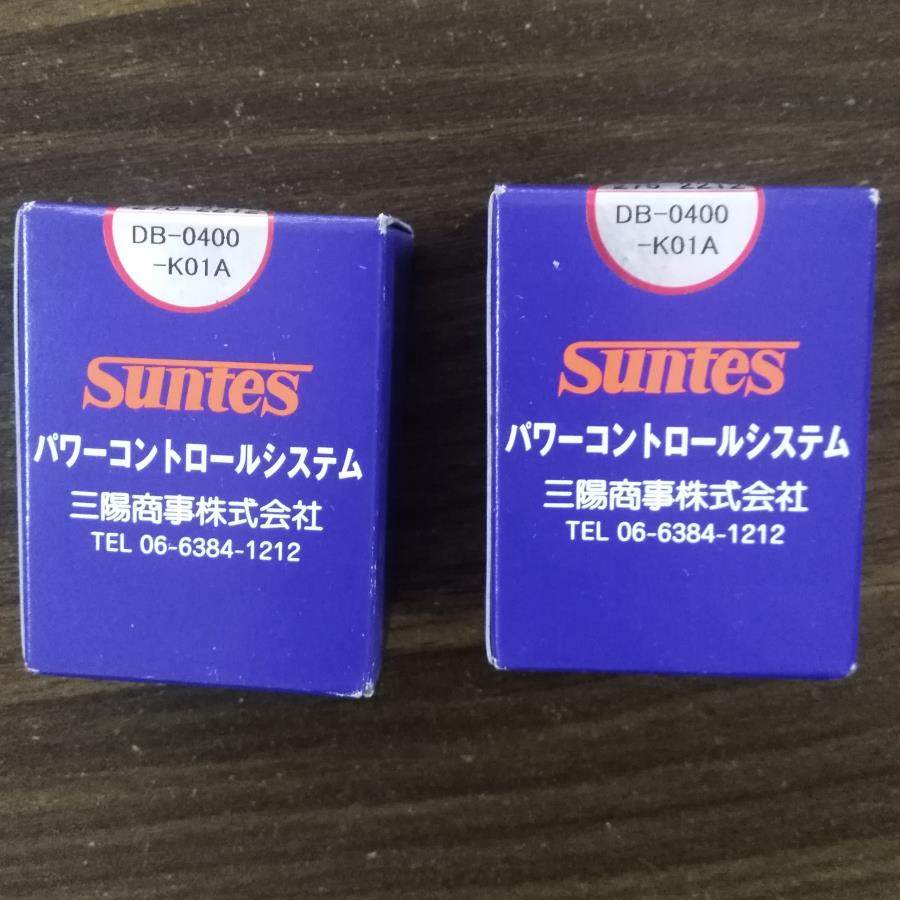 DB-0400
-K01A
Suntes
パワーコントロールシステム
三陽商事株式会社
TEL 06-6384-1212
DB-0400
-K01A
Suntes
パワーコントロールシステム
三陽商事株式会社
TEL 06-6384-1212